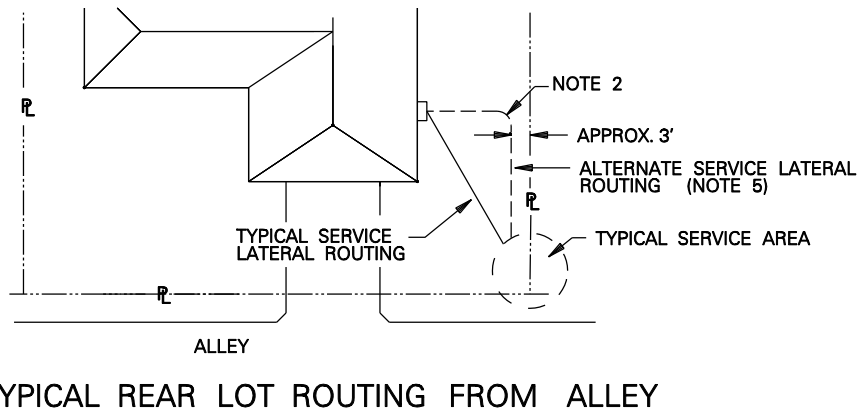 NOTE 2
℄
APPROX. 3'
ALTERNATE SERVICE LATERAL
ROUTING (NOTE 5)
TYPICAL SERVICE
LATERAL ROUTING
TYPICAL SERVICE AREA
ALLEY
YPICAL REAR LOT ROUTING FROM ALLEY